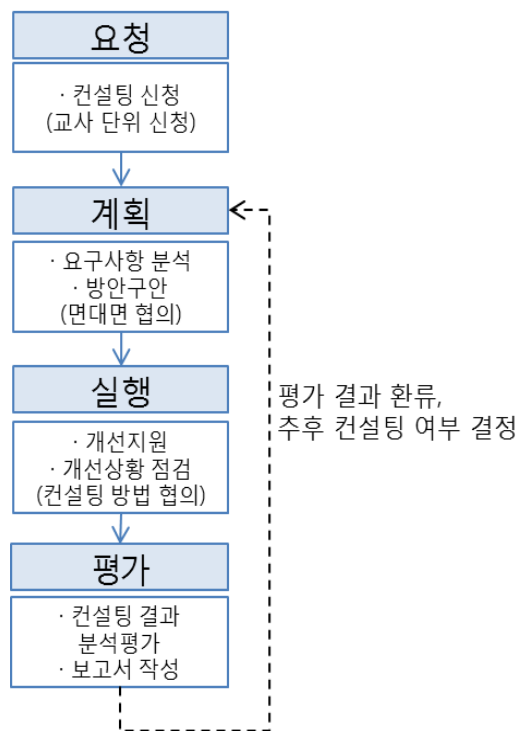 요청
· 컨설팅 신청
(교사 단위 신청)
계획
· 요구사항 분석
· 방안구안
(면대면 협의)
실행
· 개선지원
· 개선상황 점검
(컨설팅 방법 협의)
평가
· 컨설팅 결과
분석평가
· 보고서 작성
평가 결과 환류,
추후 컨설팅 여부 결정